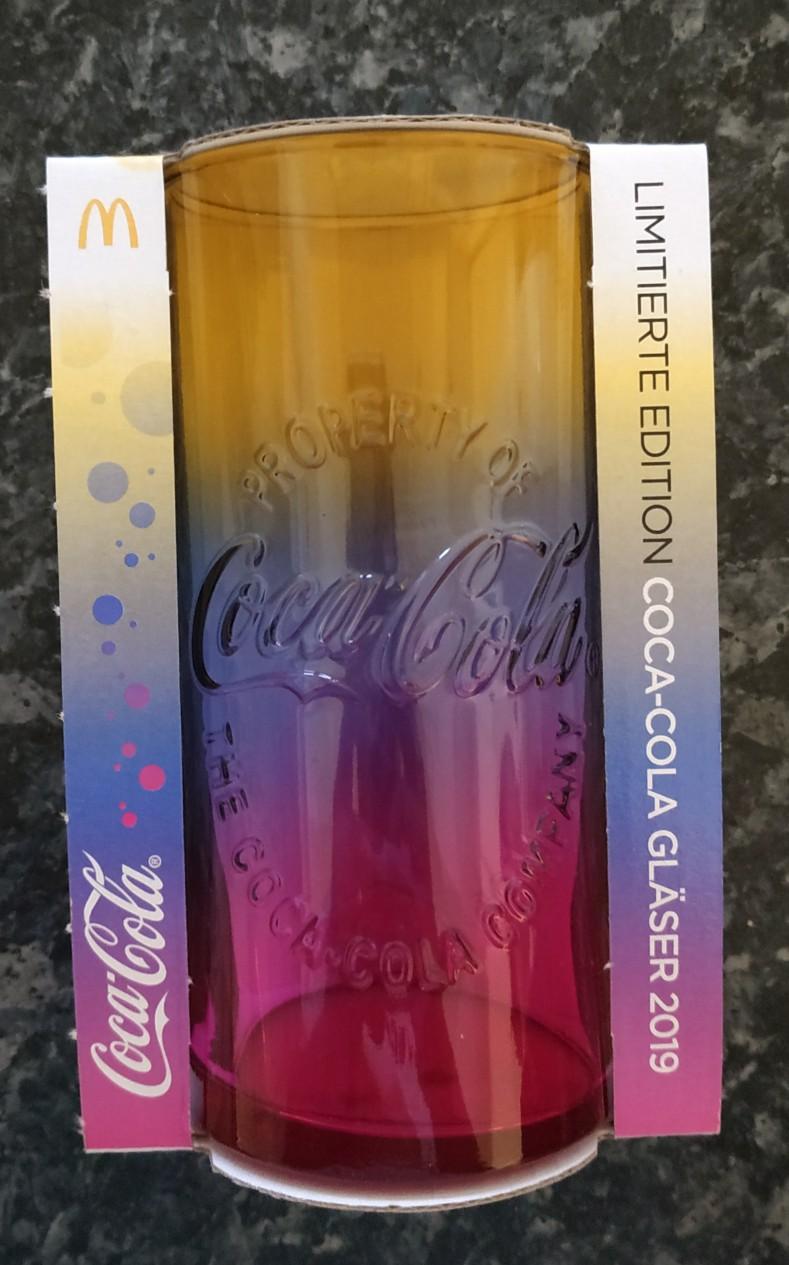 PROPERTY OF
Coca-Cola
THE COCA-COLA COMPANY
Coca-Cola®
LIMITIERTE EDITION COCA-COLA GLÄSER 2019